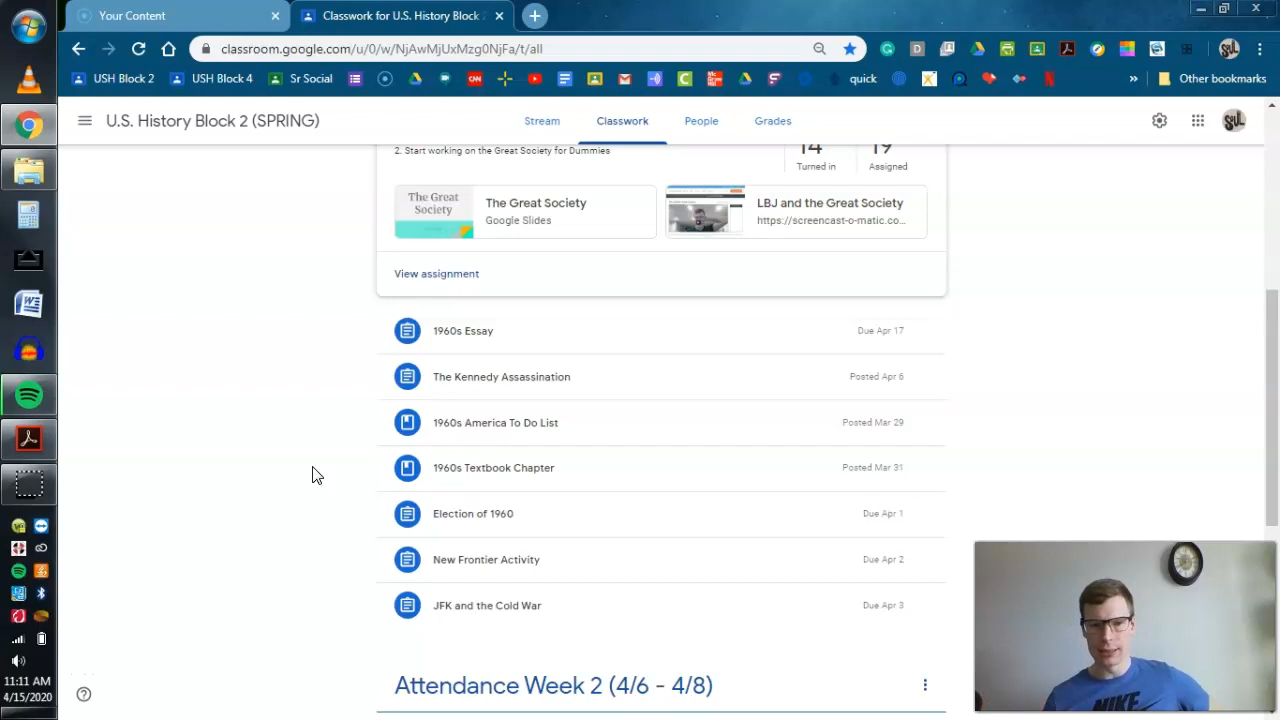 Your Content
Classwork for U.S. History Block
classroom.google.com/u/0/w/NjAwMjUxMzg0NjFa/t/all
USH Block 2
USH Block 4
Sr Social
quick
Other bookmarks
U.S. History Block 2 (SPRING)
Stream
Classwork
People
Grades
2. Start working on the Great Society for Dummies
14
19
Turned in
Assigned
The Great
Society
The Great Society
Google Slides
LBJ and the Great Society
https://screencast-o-matic.co...
View assignment
1960s Essay
Due Apr 17
The Kennedy Assassination
Posted Apr 6
1960s America To Do List
Posted Mar 29
1960s Textbook Chapter
Posted Mar 31
Election of 1960
Due Apr 1
New Frontier Activity
Due Apr 2
JFK and the Cold War
Due Apr 3
Attendance Week 2 (4/6 - 4/8)
11:11 AM
4/15/2020
NIKE